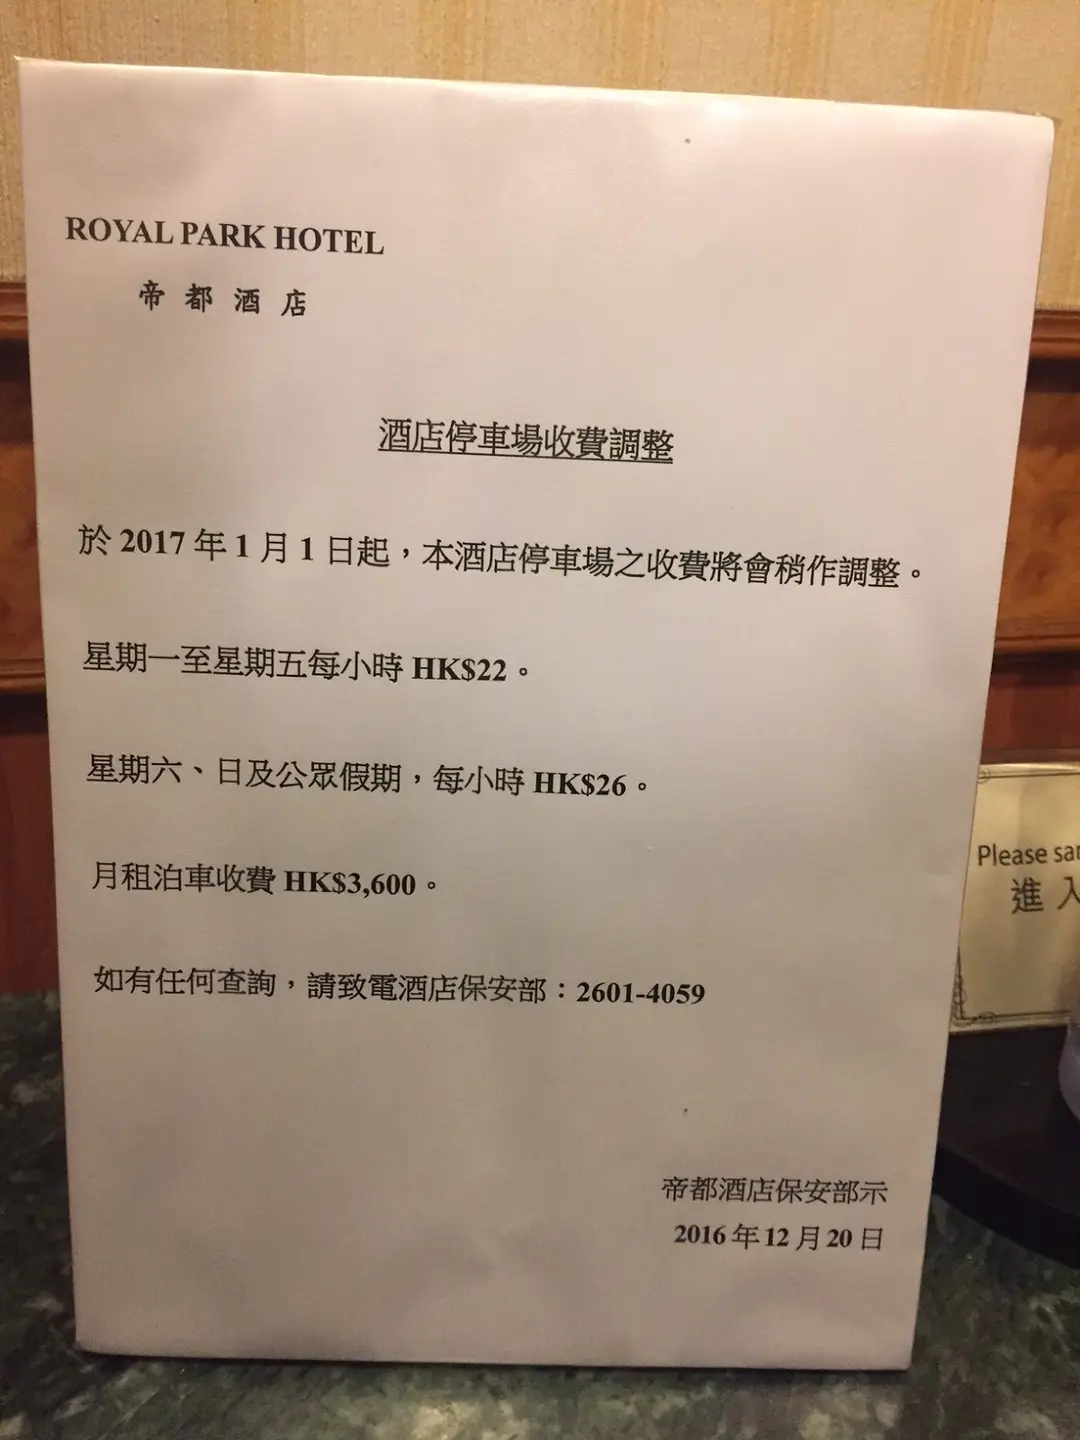 ROYAL PARK HOTEL
帝都酒店
酒店停車場收費調整
於 2017 年 1 月 1 日起，本酒店停車場之收費將會稍作調整。
星期一至星期五每小時 HK$22。
星期六、日及公眾假期，每小時 HK$26。
月租泊車收費 HK$3,600。
如有任何查詢，請致電酒店保安部：2601-4059
帝都酒店保安部示
2016 年 12 月 20 日
Please
進入